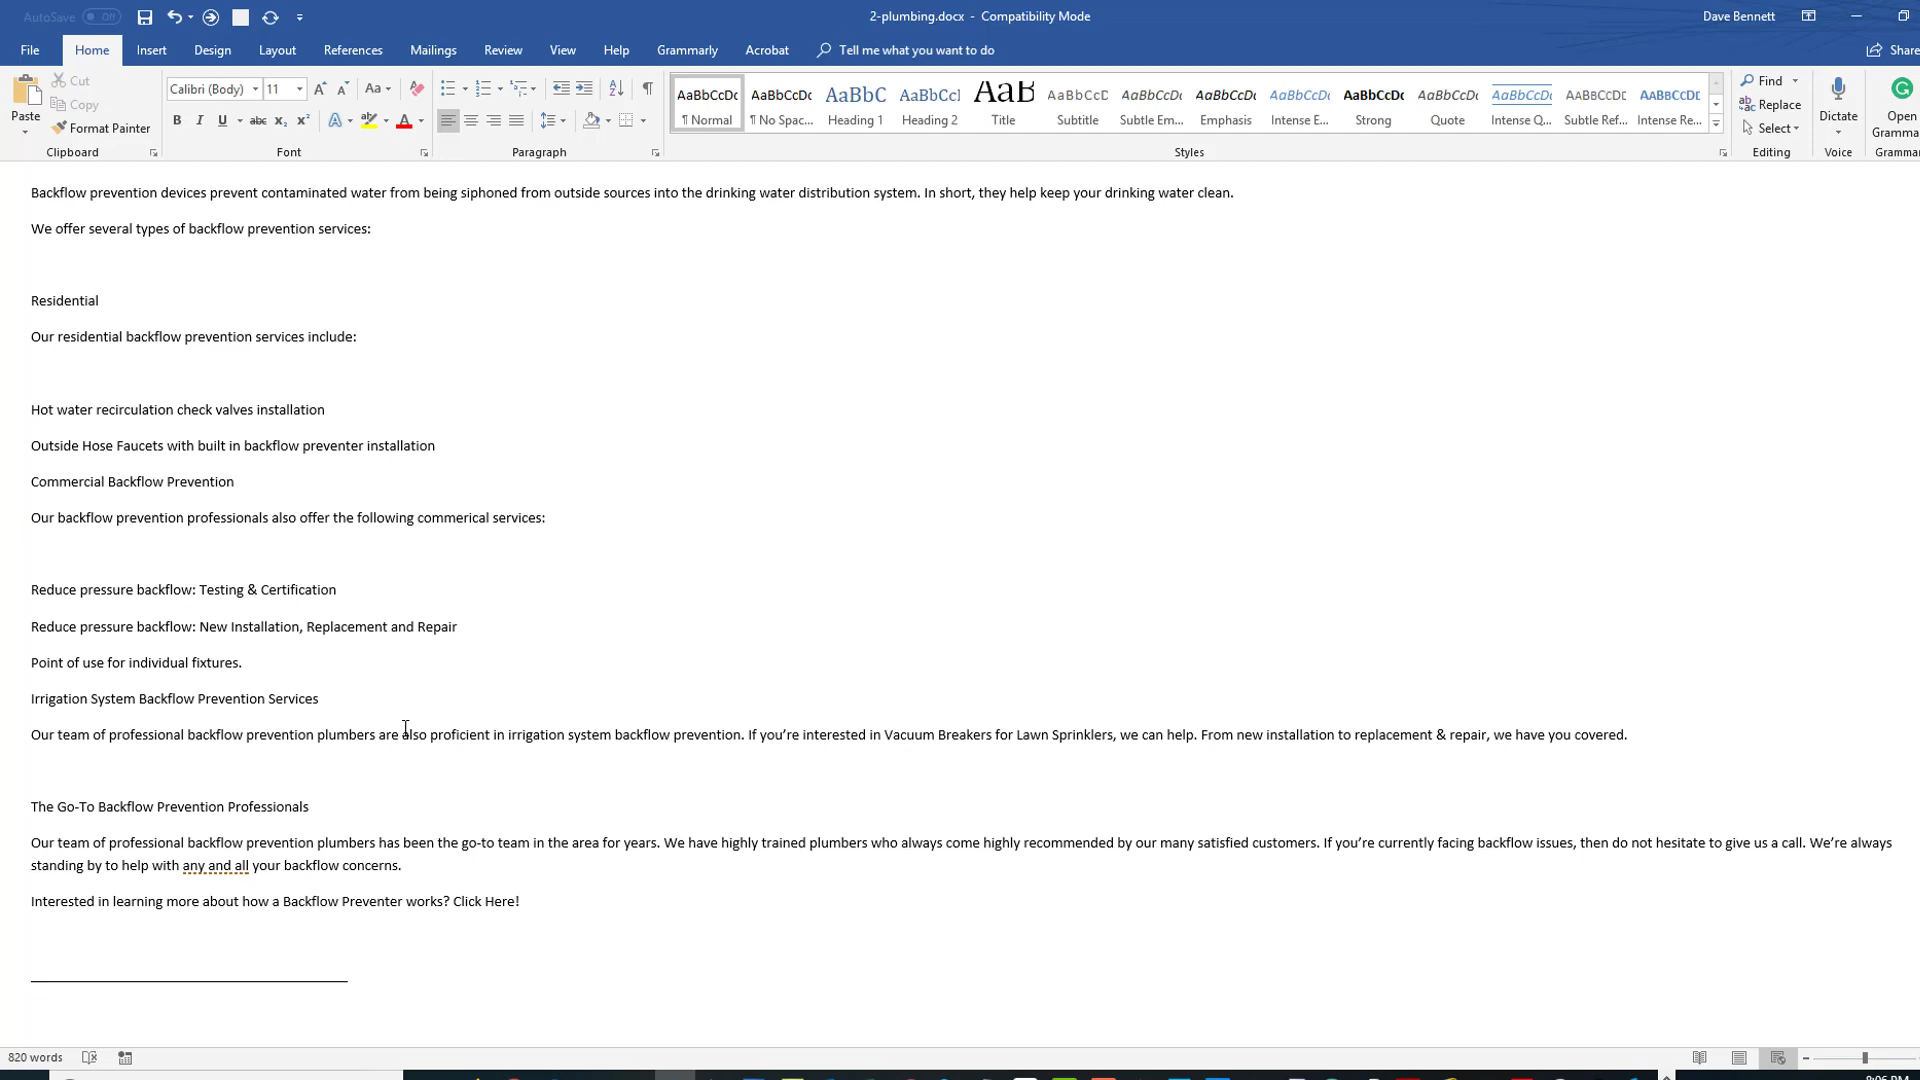 AutoSave Off
2-plumbing.docx - Compatibility Mode
Dave Bennett
File Home Insert Design Layout References Mailings Review View Help Grammarly Acrobat Tell me what you want to do Share
Paste
Cut
Copy
Format Painter
Clipboard
Calibri (Body) 11 Aa
B I U abc x₂ x² A A
Font
Paragraph
AaBbCcDc AaBbCcDc AaBbC AaBbCcI AaB AaBbCcD AaBbCcDc AaBbCcDc AaBbCcDc AaBbCcDc AaBbCcDc AaBbCcDc AaBbCcDc AaBbCcDc
¶ Normal ¶ No Spac... Heading 1 Heading 2 Title Subtitle Subtle Em... Emphasis Intense E... Strong Quote Intense Q... Subtle Ref... Intense Re...
Styles
Find
Replace
Select
Editing
Dictate
Voice
Open
Gramma
Gramma
Backflow prevention devices prevent contaminated water from being siphoned from outside sources into the drinking water distribution system. In short, they help keep your drinking water clean.
We offer several types of backflow prevention services:
Residential
Our residential backflow prevention services include:
Hot water recirculation check valves installation
Outside Hose Faucets with built in backflow preventer installation
Commercial Backflow Prevention
Our backflow prevention professionals also offer the following commerical services:
Reduce pressure backflow: Testing & Certification
Reduce pressure backflow: New Installation, Replacement and Repair
Point of use for individual fixtures.
Irrigation System Backflow Prevention Services
Our team of professional backflow prevention plumbers are also proficient in irrigation system backflow prevention. If you’re interested in Vacuum Breakers for Lawn Sprinklers, we can help. From new installation to replacement & repair, we have you covered.
The Go-To Backflow Prevention Professionals
Our team of professional backflow prevention plumbers has been the go-to team in the area for years. We have highly trained plumbers who always come highly recommended by our many satisfied customers. If you’re currently facing backflow issues, then do not hesitate to give us a call. We’re always
standing by to help with any and all your backflow concerns.
Interested in learning more about how a Backflow Preventer works? Click Here!
820 words